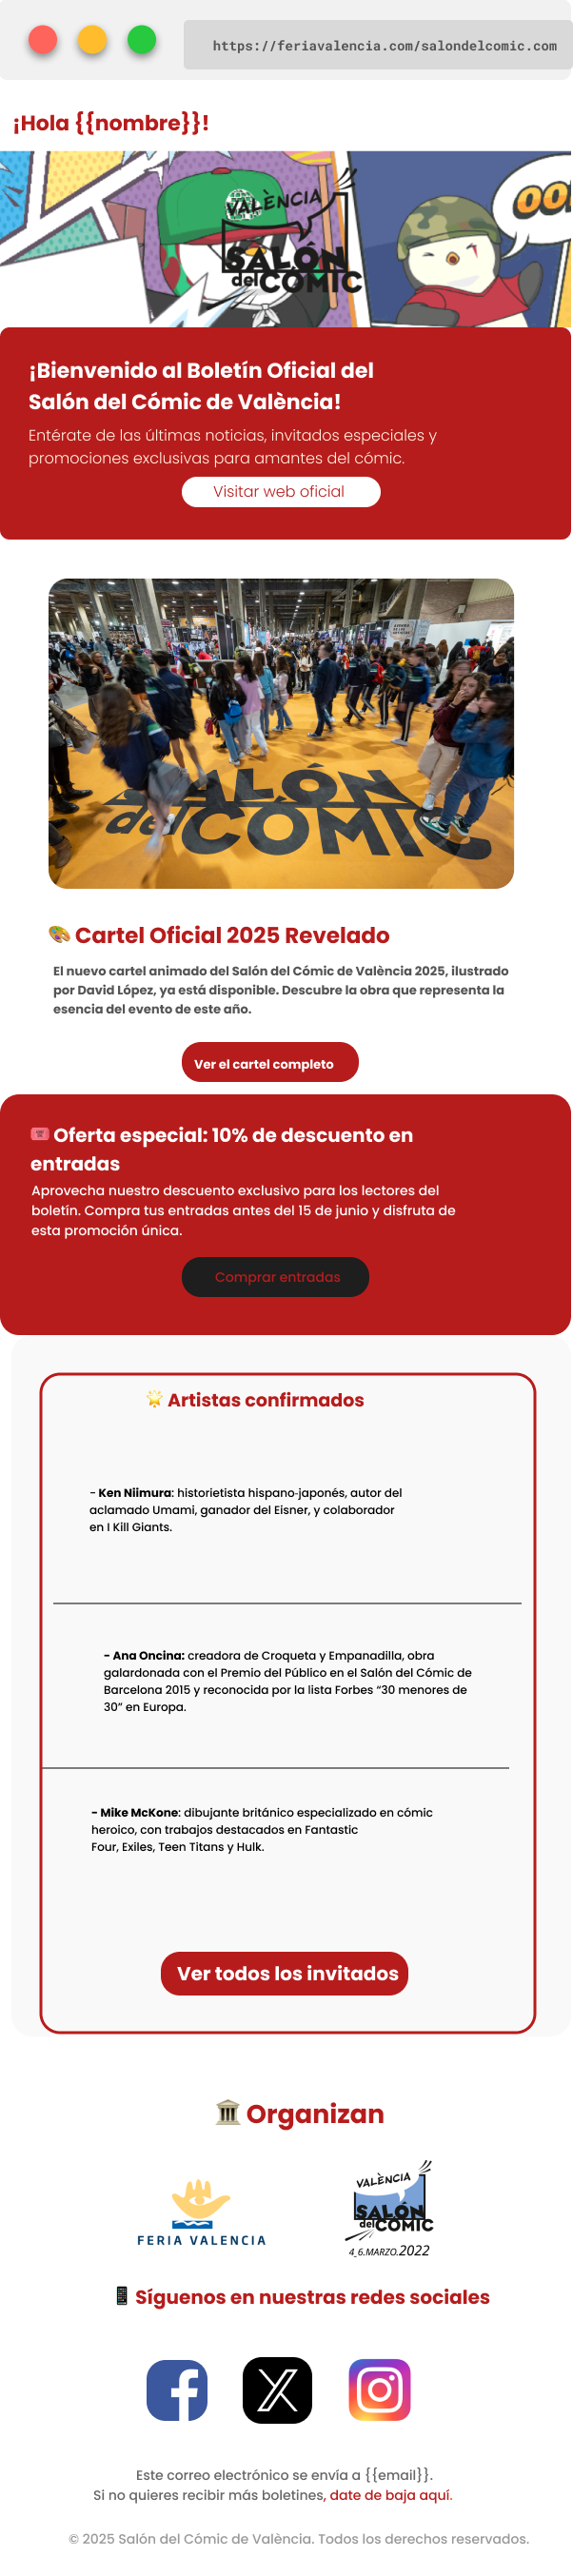 https://feriavalencia.com/salondelcomic.com
¡Hola {{nombre}}!
VALÈNCIA
SALÓN
del CÓMIC
OO
¡Bienvenido al Boletín Oficial del
Salón del Cómic de València!
Entérate de las últimas noticias, invitados especiales y
promociones exclusivas para amantes del cómic.
Visitar web oficial
SALÓN
del CÓMIC
🎨 Cartel Oficial 2025 Revelado
El nuevo cartel animado del Salón del Cómic de València 2025, ilustrado
por David López, ya está disponible. Descubre la obra que representa la
esencia del evento de este año.
Ver el cartel completo
🎟️ Oferta especial: 10% de descuento en
entradas
Aprovecha nuestro descuento exclusivo para los lectores del
boletín. Compra tus entradas antes del 15 de junio y disfruta de
esta promoción única.
Comprar entradas
🌟 Artistas confirmados
- Ken Niimura: historietista hispano-japonés, autor del
aclamado Umami, ganador del Eisner, y colaborador
en I Kill Giants.
- Ana Oncina: creadora de Croqueta y Empanadilla, obra
galardonada con el Premio del Público en el Salón del Cómic de
Barcelona 2015 y reconocida por la lista Forbes “30 menores de
30” en Europa.
- Mike McKone: dibujante británico especializado en cómic
heroico, con trabajos destacados en Fantastic
Four, Exiles, Teen Titans y Hulk.
Ver todos los invitados
🏛️ Organizan
FERIA VALENCIA
VALÈNCIA
SALÓN
del CÓMIC
4_6.MARZO.2022
📱 Síguenos en nuestras redes sociales
Este correo electrónico se envía a {{email}}.
Si no quieres recibir más boletines, date de baja aquí.
© 2025 Salón del Cómic de València. Todos los derechos reservados.